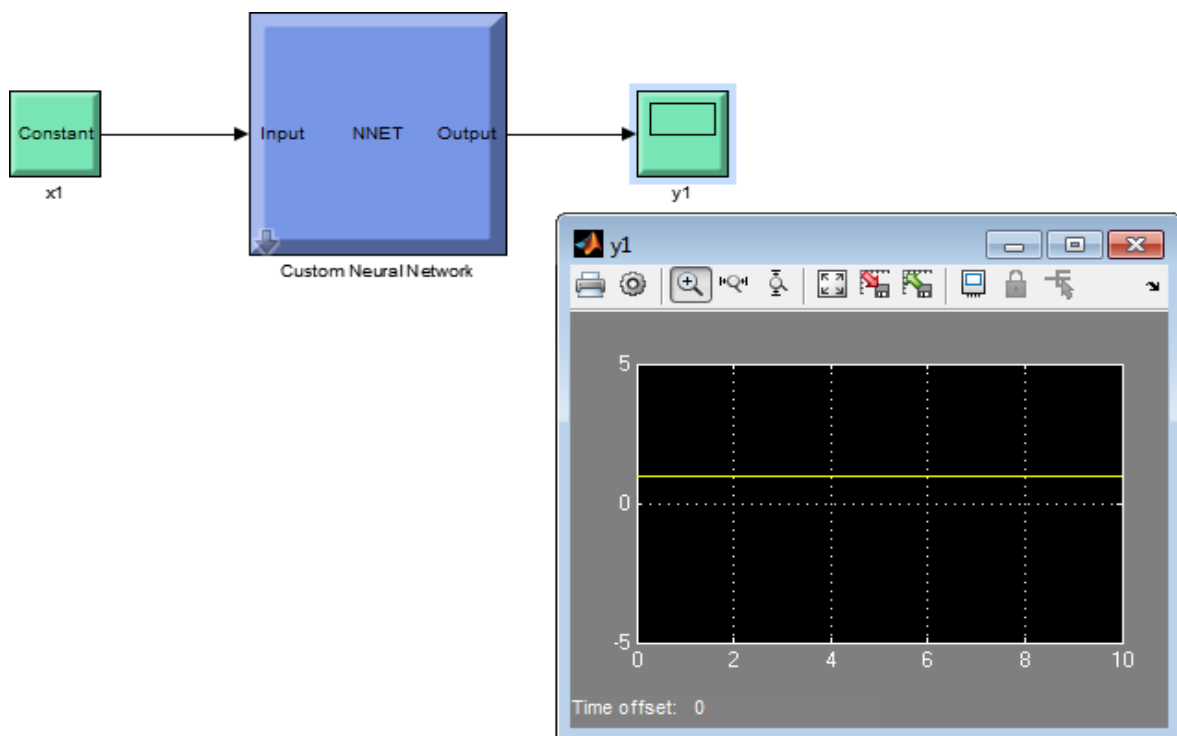 Constant
x1
Input NNET Output
Custom Neural Network
y1
y1
5
0
-5
0 2 4 6 8 10
Time offset: 0